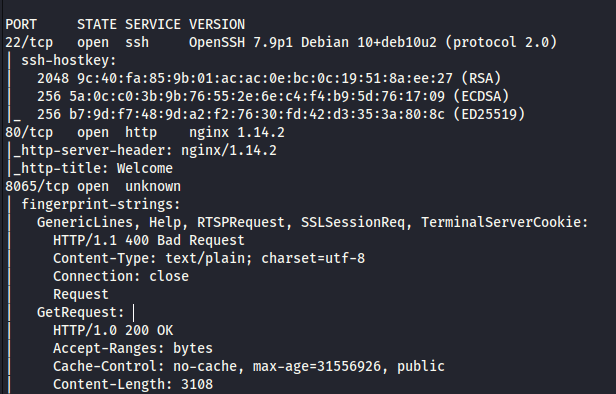 PORT     STATE SERVICE VERSION
22/tcp   open  ssh     OpenSSH 7.9p1 Debian 10+deb10u2 (protocol 2.0)
| ssh-hostkey:
|   2048 9c:40:fa:85:9b:01:ac:ac:0e:bc:0c:19:51:8a:ee:27 (RSA)
|   256 5a:0c:c0:3b:9b:76:55:2e:6e:c4:f4:b9:5d:76:17:09 (ECDSA)
|_  256 b7:9d:f7:48:9d:a2:f2:76:30:fd:42:d3:35:3a:80:8c (ED25519)
80/tcp   open  http    nginx 1.14.2
|_http-server-header: nginx/1.14.2
|_http-title: Welcome
8065/tcp open  unknown
| fingerprint-strings:
|   GenericLines, Help, RTSPRequest, SSLSessionReq, TerminalServerCookie:
|     HTTP/1.1 400 Bad Request
|     Content-Type: text/plain; charset=utf-8
|     Connection: close
|     Request
|   GetRequest:
|     HTTP/1.0 200 OK
|     Accept-Ranges: bytes
|     Cache-Control: no-cache, max-age=31556926, public
|     Content-Length: 3108